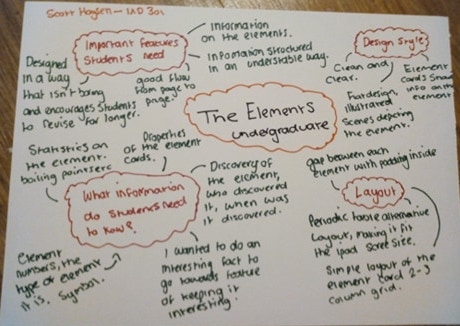 Scott Hayden - IAD 301
Important features
Students need
Information
on the elements.
Information structured
in an understable way.
good flow
from page to
page.
Designed
in a way
that isn't boring
and encourages students
to revise for longer.
Design Style
Clean and
clear.
Element
cards small
info on the
element
Flat design,
illustrated
scenes depicting
the element.
The Elements
undergraduate
Statistics on
the element.
boiling points etc
Properties
of the element
cards.
What information
do students need
to know?
Discovery of
the element,
who discovered
it, when was
it discovered.
Element
numbers, the
type of element
it is. Symbol.
I wanted to do an
interesting fact to
go towards feature
of keeping it
interesting.
gap between each
element with padding inside
Layout
Periodic table alternative
Layout, making it fit
the ipad screen size.
Simple layout of the
element card 2-3
column grid.